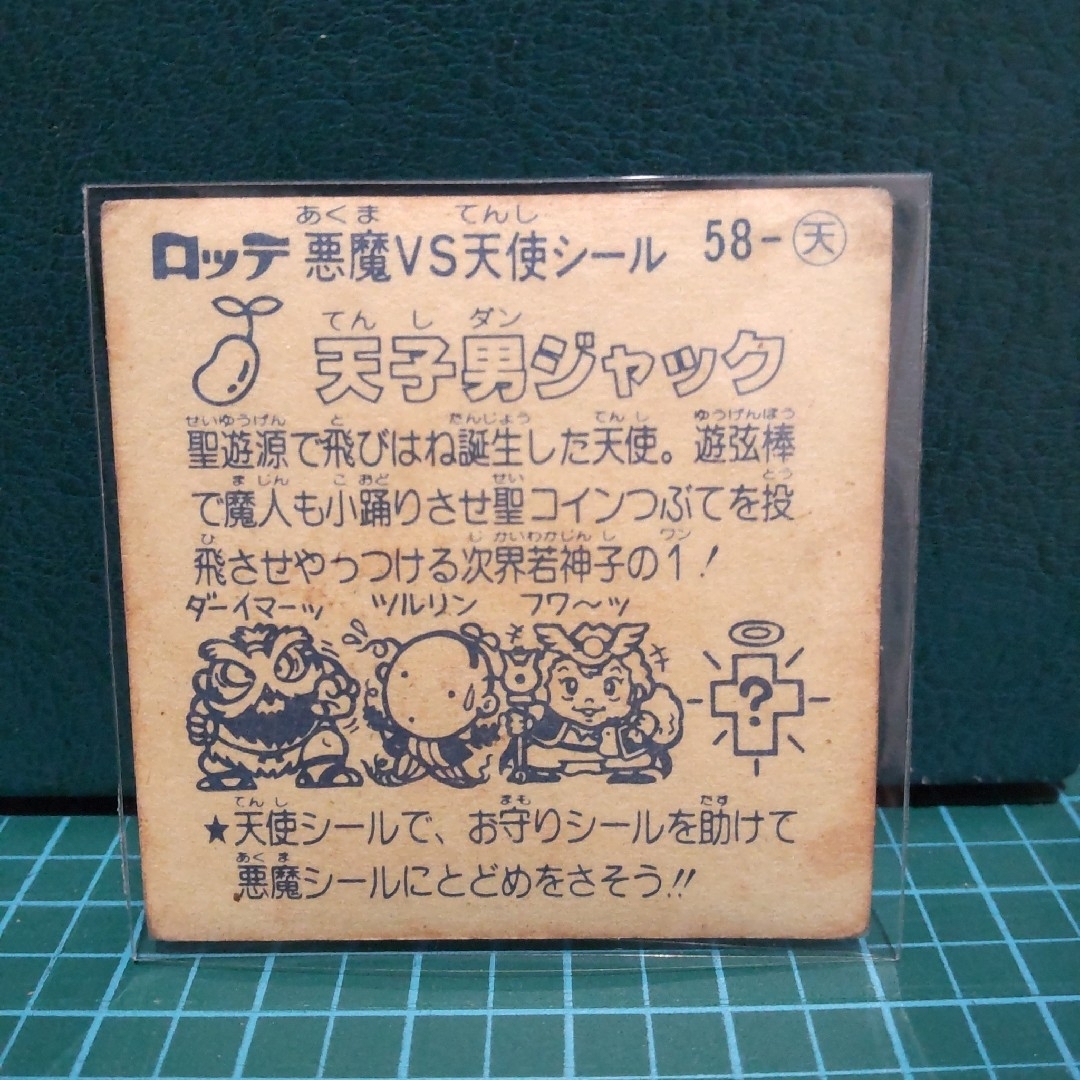 あくま てんし
ロッテ 悪魔VS天使シール 58-天
てん し ダン
天子男ジャック
せいゆうげん と たんじょう てん し ゆうげんぼう
聖遊源で飛びはね誕生した天使。遊弦棒
ま じん こ おど せい とう
で魔人も小踊りさせ聖コインつぶてを投
ひ じ かいわかじん し ワン
飛させやっつける次界若神子の1!
ダーイマーッ ツルリン フワ〜ッ
?
てん し まも たす
★天使シールで、お守りシールを助けて
あく ま
悪魔シールにとどめをさそう!!